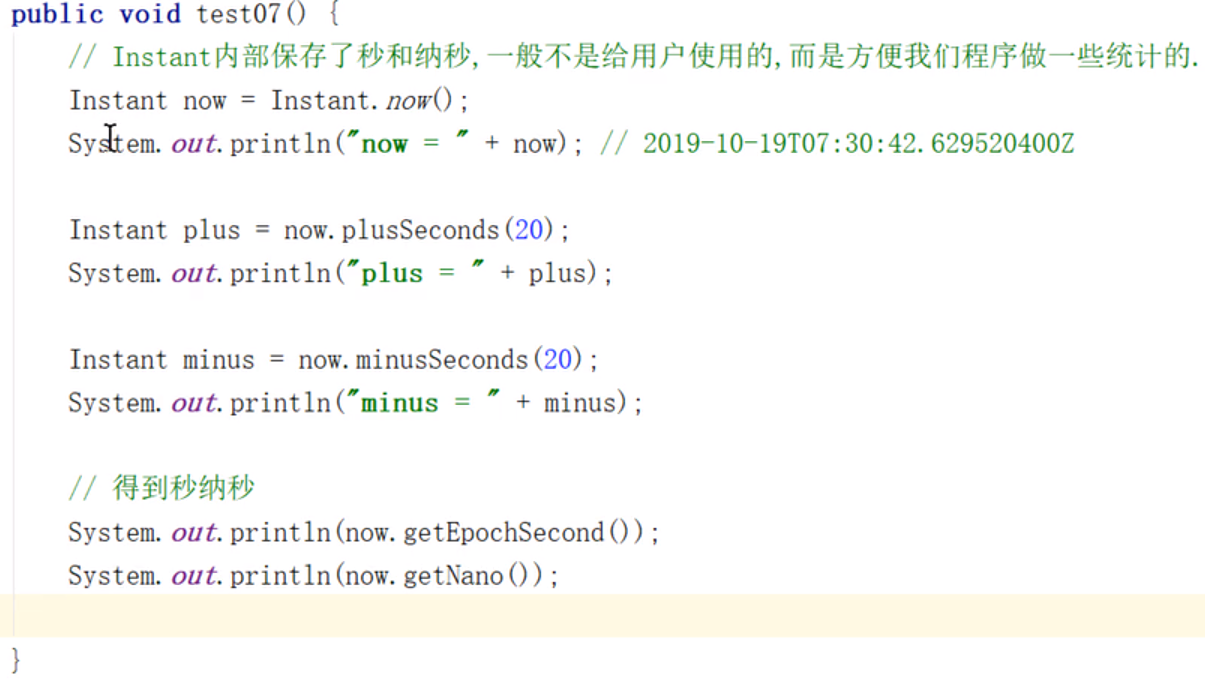 public void test07() {
// Instant内部保存了秒和纳秒,一般不是给用户使用的,而是方便我们程序做一些统计的.
Instant now = Instant.now();
System.out.println("now = " + now); // 2019-10-19T07:30:42.629520400Z
Instant plus = now.plusSeconds(20);
System.out.println("plus = " + plus);
Instant minus = now.minusSeconds(20);
System.out.println("minus = " + minus);
// 得到秒纳秒
System.out.println(now.getEpochSecond());
System.out.println(now.getNano());
}